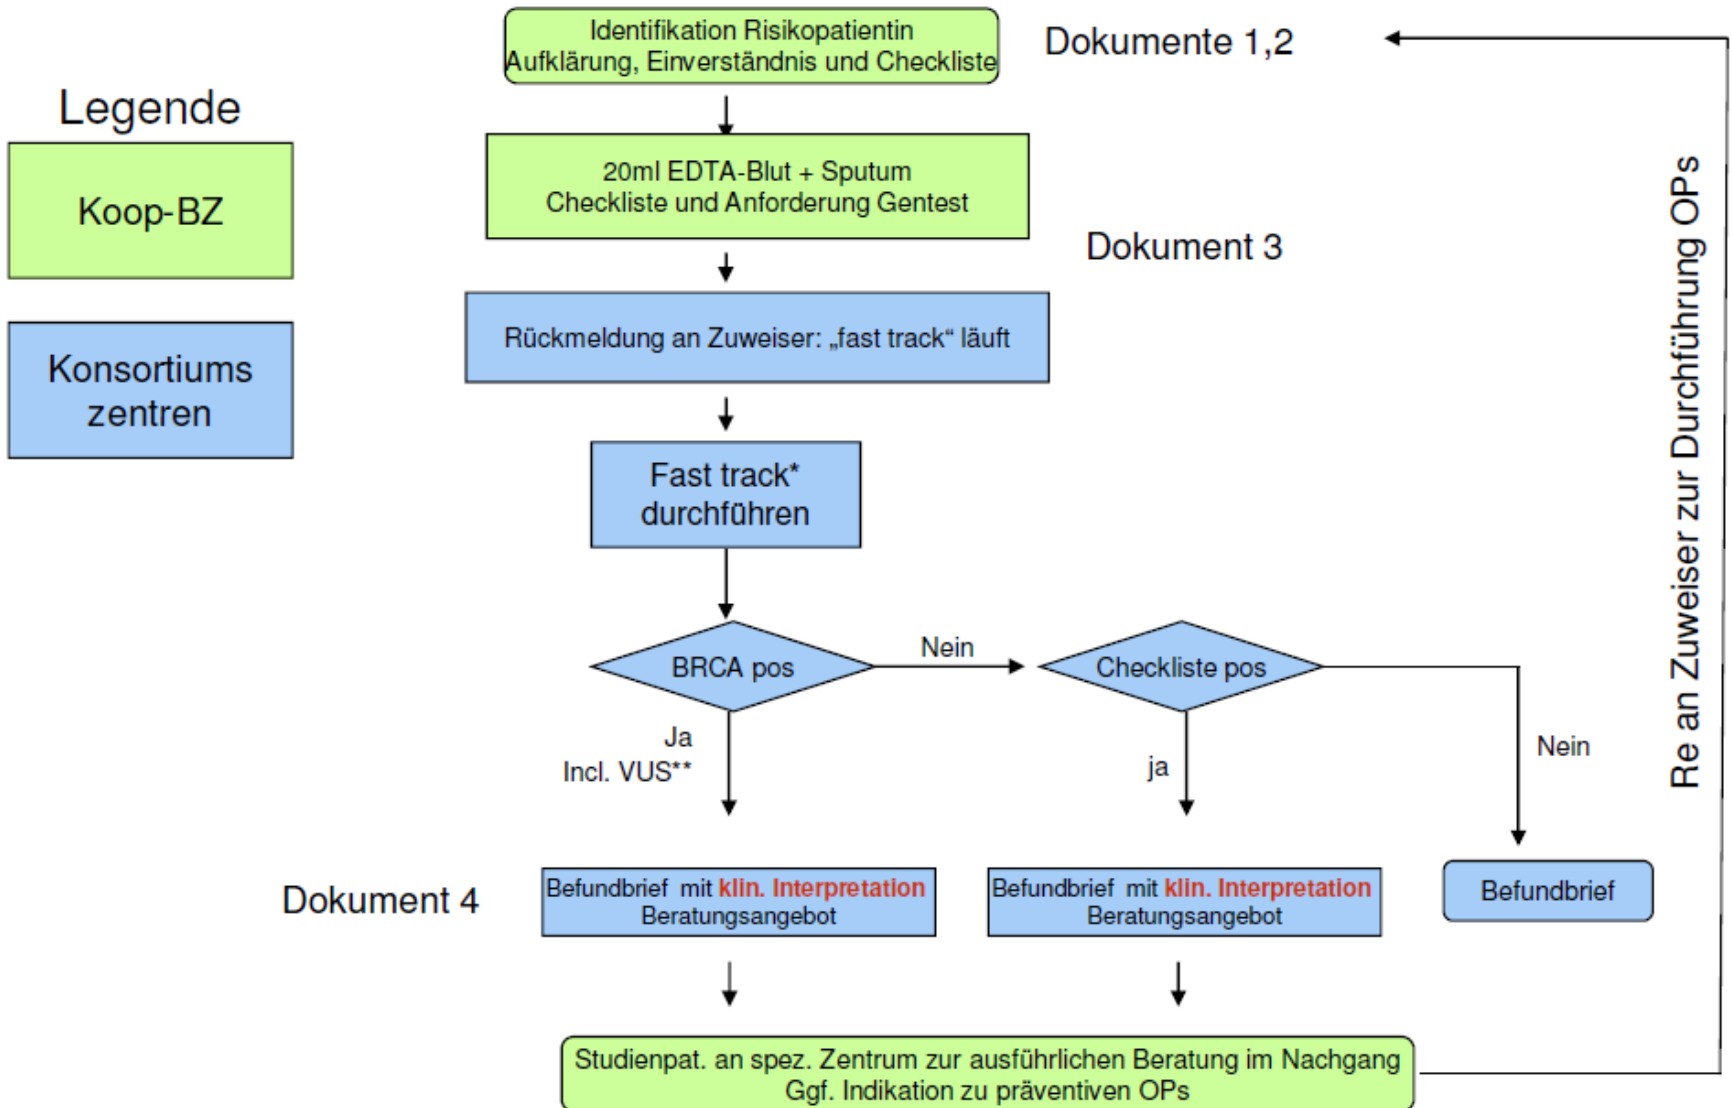 Identifikation Risikopatientin
Aufklärung, Einverständnis und Checkliste
Dokumente 1,2
Legende
Koop-BZ
Konsortiums
zentren
20ml EDTA-Blut + Sputum
Checkliste und Anforderung Gentest
Dokument 3
Rückmeldung an Zuweiser: „fast track“ läuft
Fast track*
durchführen
BRCA pos
Nein
Checkliste pos
Ja
Incl. VUS**
ja
Nein
Dokument 4
Befundbrief mit klin. Interpretation
Beratungsangebot
Befundbrief mit klin. Interpretation
Beratungsangebot
Befundbrief
Studienpat. an spez. Zentrum zur ausführlichen Beratung im Nachgang
Ggf. Indikation zu präventiven OPs
Re an Zuweiser zur Durchführung OPs